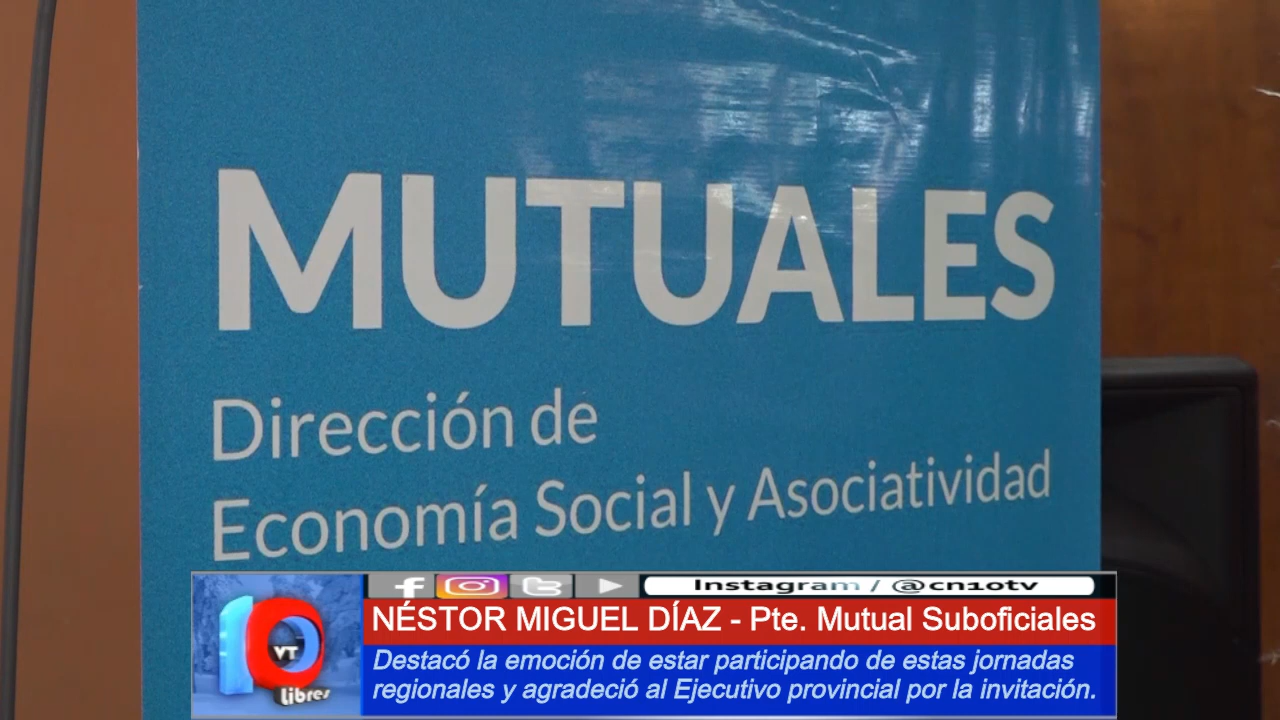 MUTUALES
Dirección de
Economía Social y Asociatividad
Instagram / @cn10tv
NÉSTOR MIGUEL DÍAZ - Pte. Mutual Suboficiales
Destacó la emoción de estar participando de estas jornadas
regionales y agradeció al Ejecutivo provincial por la invitación.
10
VT
Libres